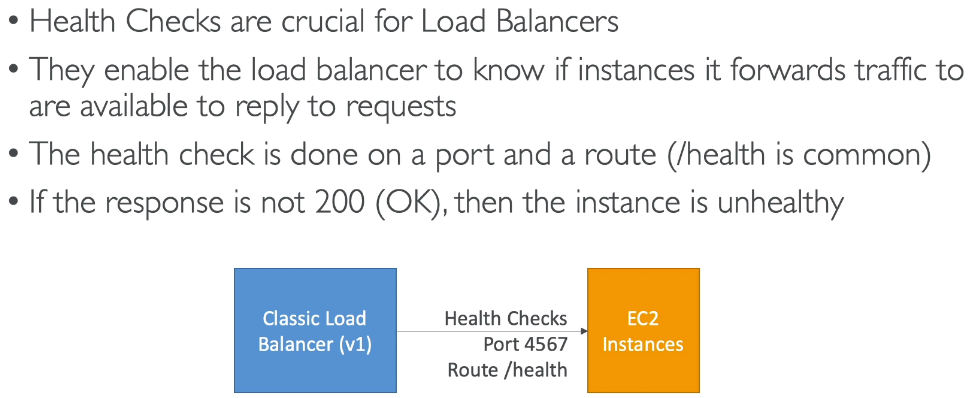 • Health Checks are crucial for Load Balancers
• They enable the load balancer to know if instances it forwards traffic to
are available to reply to requests
• The health check is done on a port and a route (/health is common)
• If the response is not 200 (OK), then the instance is unhealthy
Classic Load
Balancer (v1)
Health Checks
Port 4567
Route /health
EC2
Instances